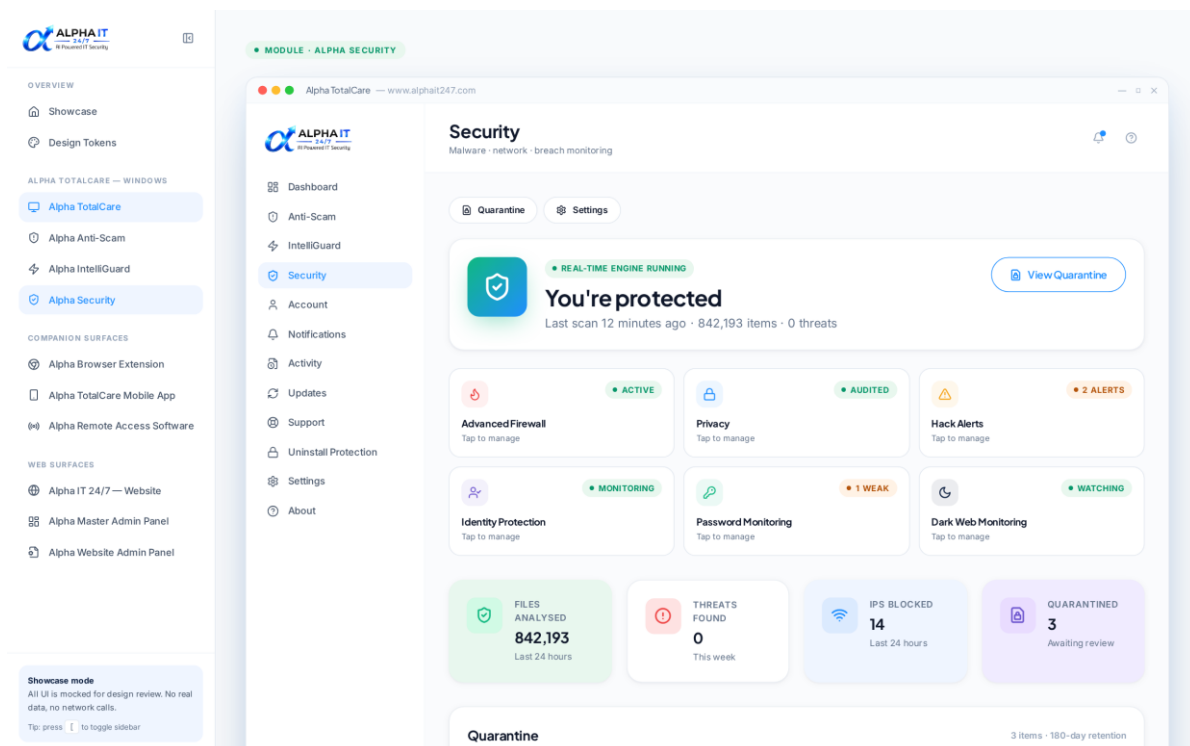 ALPHA IT
24/7
AI Powered IT Security
OVERVIEW
Showcase
Design Tokens
ALPHA TOTALCARE — WINDOWS
Alpha TotalCare
Alpha Anti-Scam
Alpha IntelliGuard
Alpha Security
COMPANION SURFACES
Alpha Browser Extension
Alpha TotalCare Mobile App
Alpha Remote Access Software
WEB SURFACES
Alpha IT 24/7 — Website
Alpha Master Admin Panel
Alpha Website Admin Panel
Showcase mode
All UI is mocked for design review. No real
data, no network calls.
Tip: press [ to toggle sidebar
MODULE · ALPHA SECURITY
Alpha TotalCare — www.alphait247.com
ALPHA IT
24/7
AI Powered IT Security
Dashboard
Anti-Scam
IntelliGuard
Security
Account
Notifications
Activity
Updates
Support
Uninstall Protection
Settings
About
Security
Malware · network · breach monitoring
Quarantine
Settings
REAL-TIME ENGINE RUNNING
You're protected
Last scan 12 minutes ago · 842,193 items · 0 threats
View Quarantine
ACTIVE
Advanced Firewall
Tap to manage
AUDITED
Privacy
Tap to manage
2 ALERTS
Hack Alerts
Tap to manage
MONITORING
Identity Protection
Tap to manage
1 WEAK
Password Monitoring
Tap to manage
WATCHING
Dark Web Monitoring
Tap to manage
FILES
ANALYSED
842,193
Last 24 hours
THREATS
FOUND
0
This week
IPS BLOCKED
14
Last 24 hours
QUARANTINED
3
Awaiting review
Quarantine
3 items · 180-day retention